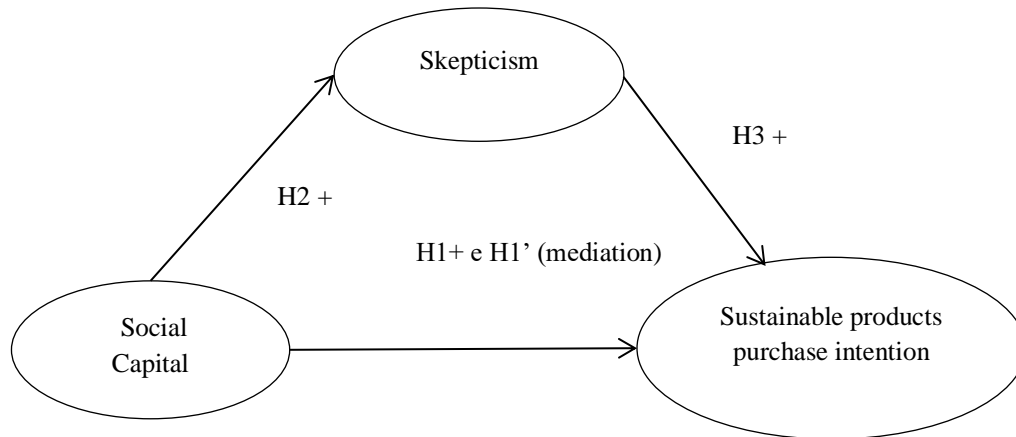 Skepticism
H3 +
H2 +
H1+ e H1’ (mediation)
Social
Capital
Sustainable products
purchase intention